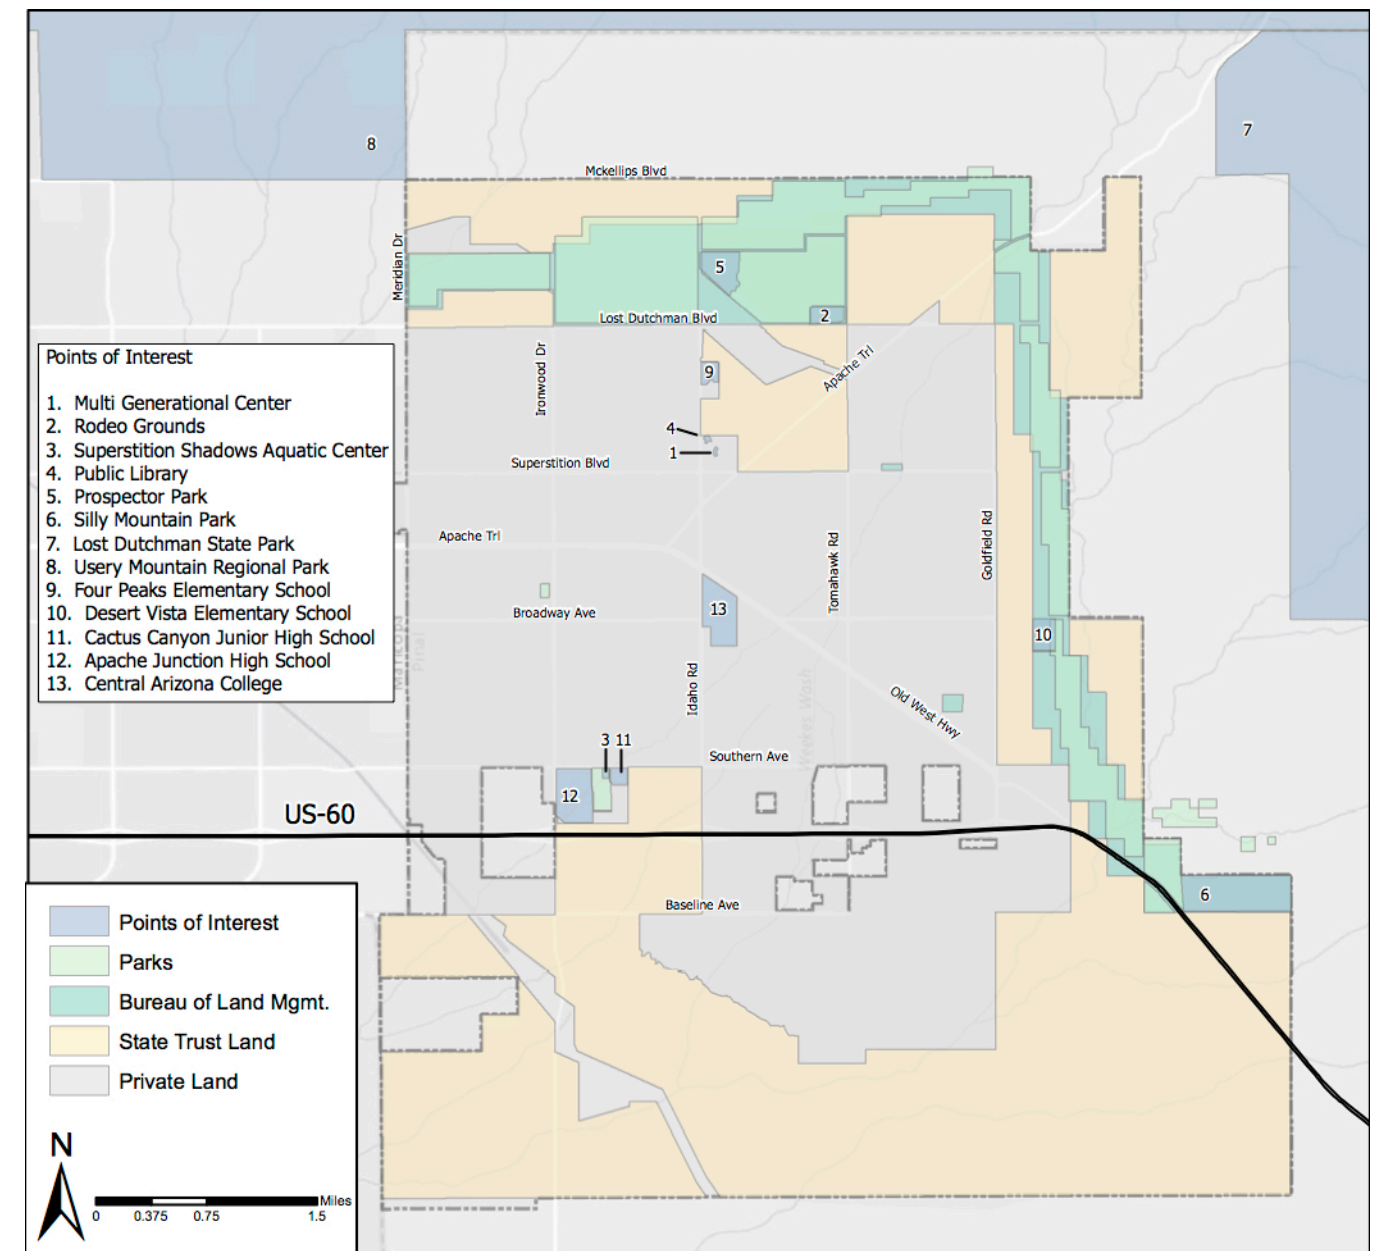 8
7
Mckellips Blvd
Meridian Dr
5
2
Lost Dutchman Blvd
Points of Interest
1. Multi Generational Center
2. Rodeo Grounds
3. Superstition Shadows Aquatic Center
4. Public Library
5. Prospector Park
6. Silly Mountain Park
7. Lost Dutchman State Park
8. Usery Mountain Regional Park
9. Four Peaks Elementary School
10. Desert Vista Elementary School
11. Cactus Canyon Junior High School
12. Apache Junction High School
13. Central Arizona College
Ironwood Dr
9
Apache Trl
4
1
Superstition Blvd
Apache Trl
Tomahawk Rd
Goldfield Rd
Broadway Ave
13
10
Maricopa
Pinal
Idaho Rd
Weekes Wash
Old West Hwy
3 11
Southern Ave
12
US-60
Baseline Ave
6
Points of Interest
Parks
Bureau of Land Mgmt.
State Trust Land
Private Land
N
Miles
0 0.375 0.75 1.5